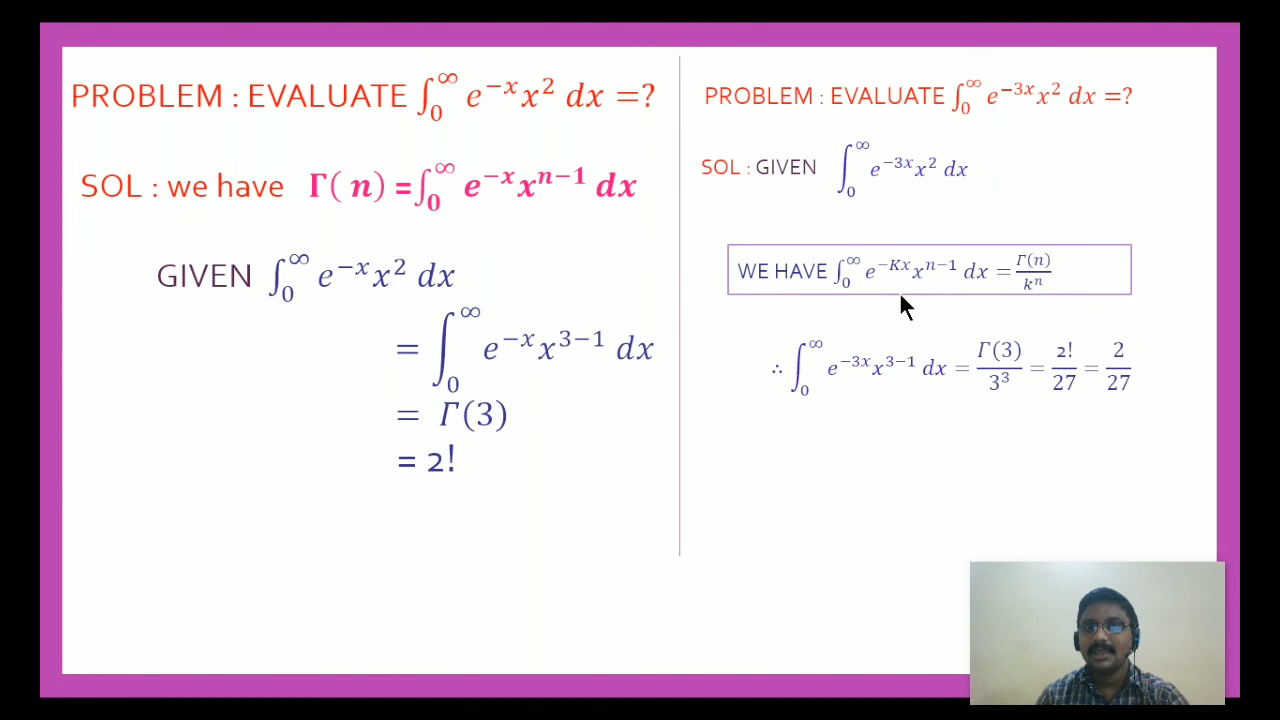 PROBLEM : EVALUATE ∫₀^∞ e^{−x} x² dx =?
SOL : we have Γ( n) =∫₀^∞ e^{−x} x^{n−1} dx
GIVEN ∫₀^∞ e^{−x} x² dx
= ∫₀^∞ e^{−x} x^{3−1} dx
= Γ(3)
= 2!
PROBLEM : EVALUATE ∫₀^∞ e^{−3x} x² dx =?
SOL : GIVEN ∫₀^∞ e^{−3x} x² dx
WE HAVE ∫₀^∞ e^{−Kx} x^{n−1} dx = Γ(n)/k^n
∴ ∫₀^∞ e^{−3x} x^{3−1} dx = Γ(3)/3³ = 2!/27 = 2/27